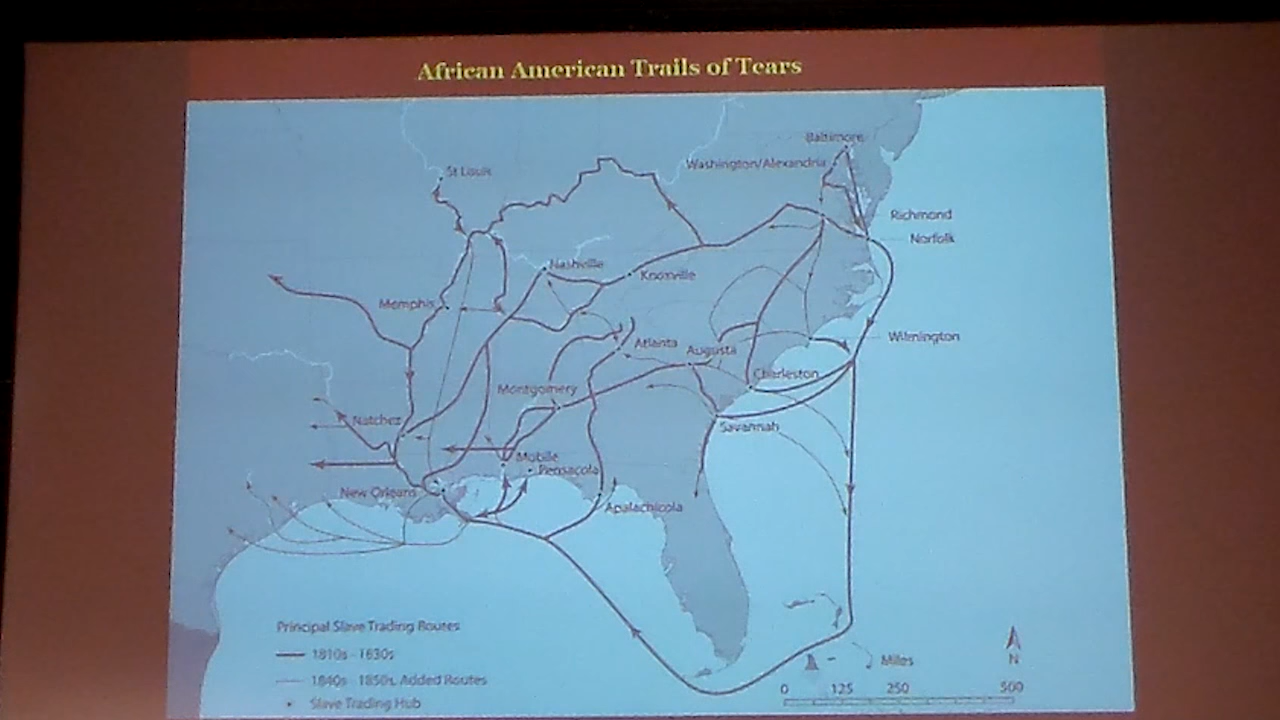 African American Trails of Tears
Baltimore
Washington/Alexandria
St Louis
Richmond
Norfolk
Nashville
Knoxville
Memphis
Wilmington
Atlanta
Augusta
Charleston
Montgomery
Natchez
Savannah
Mobile
Pensacola
New Orleans
Apalachicola
Principal Slave Trading Routes
1810s - 1830s
1840s - 1850s, Added Routes
Slave Trading Hub
Miles
N
0 125 250 500